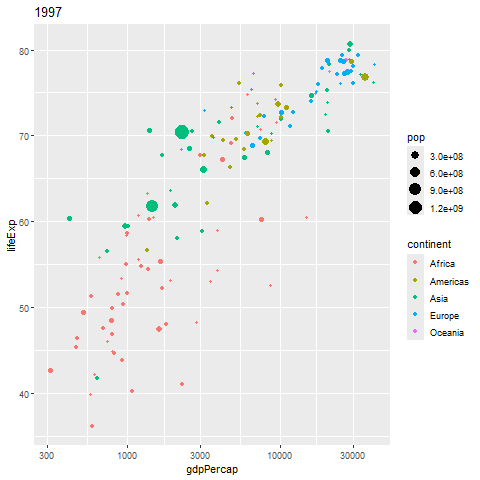 1997
lifeExp
80
70
60
50
40
300
1000
3000
10000
30000
gdpPercap
pop
3.0e+08
6.0e+08
9.0e+08
1.2e+09
continent
Africa
Americas
Asia
Europe
Oceania